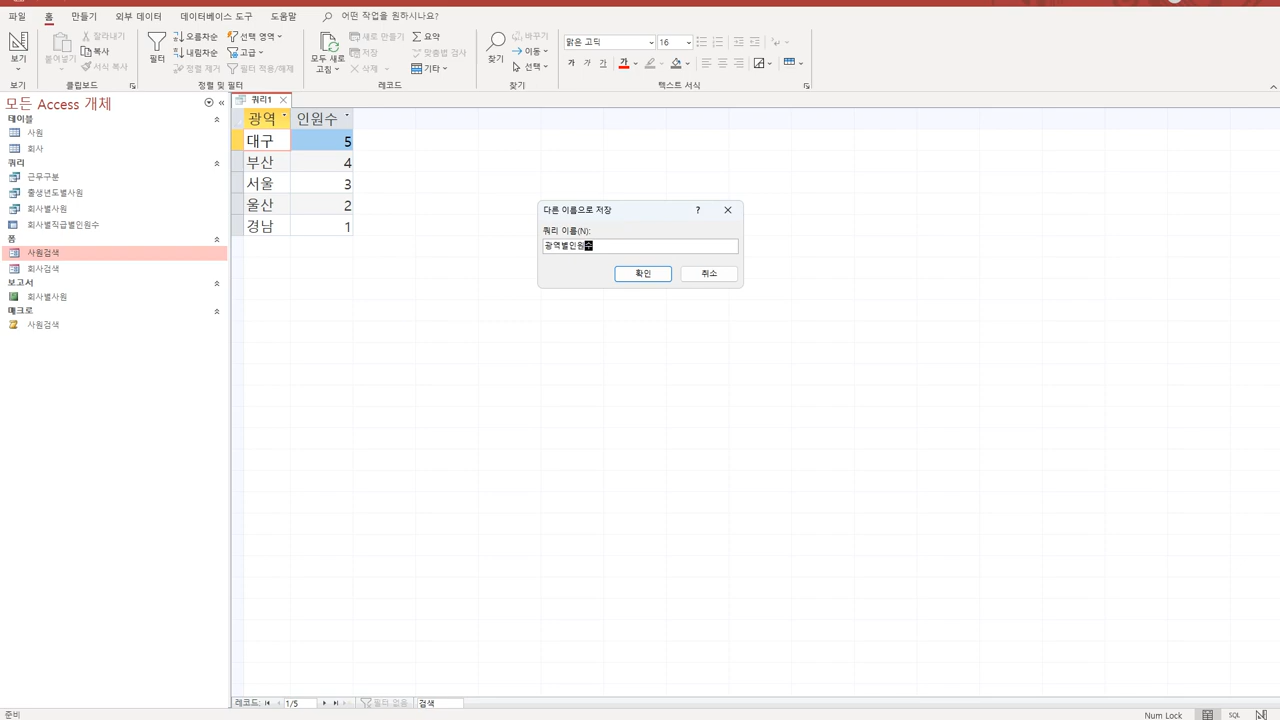 파일 홈 만들기 외부 데이터 데이터베이스 도구 도움말 어떤 작업을 원하시나요?
보기
붙여넣기
잘라내기
복사
서식 복사
필터
오름차순
내림차순
정렬 제거
선택 영역
고급
필터 적용/해제
모두 새로 고침
새로 만들기
저장
삭제
요약
맞춤법 검사
기타
찾기
바꾸기
이동
선택
맑은 고딕 16
가 가 가 가
보기 클립보드 정렬 및 필터 레코드 찾기 텍스트 서식
모든 Access 개체
테이블
사원
회사
쿼리
근무구분
출생년도별사원
회사별사원
회사별직급별인원수
폼
사원검색
회사검색
보고서
회사별사원
매크로
사원검색
쿼리1
광역 인원수
대구 5
부산 4
서울 3
울산 2
경남 1
다른 이름으로 저장 ?
쿼리 이름(N):
광역별인원수
확인 취소
레코드: 1/5 필터 없음 검색
준비 Num Lock SQL